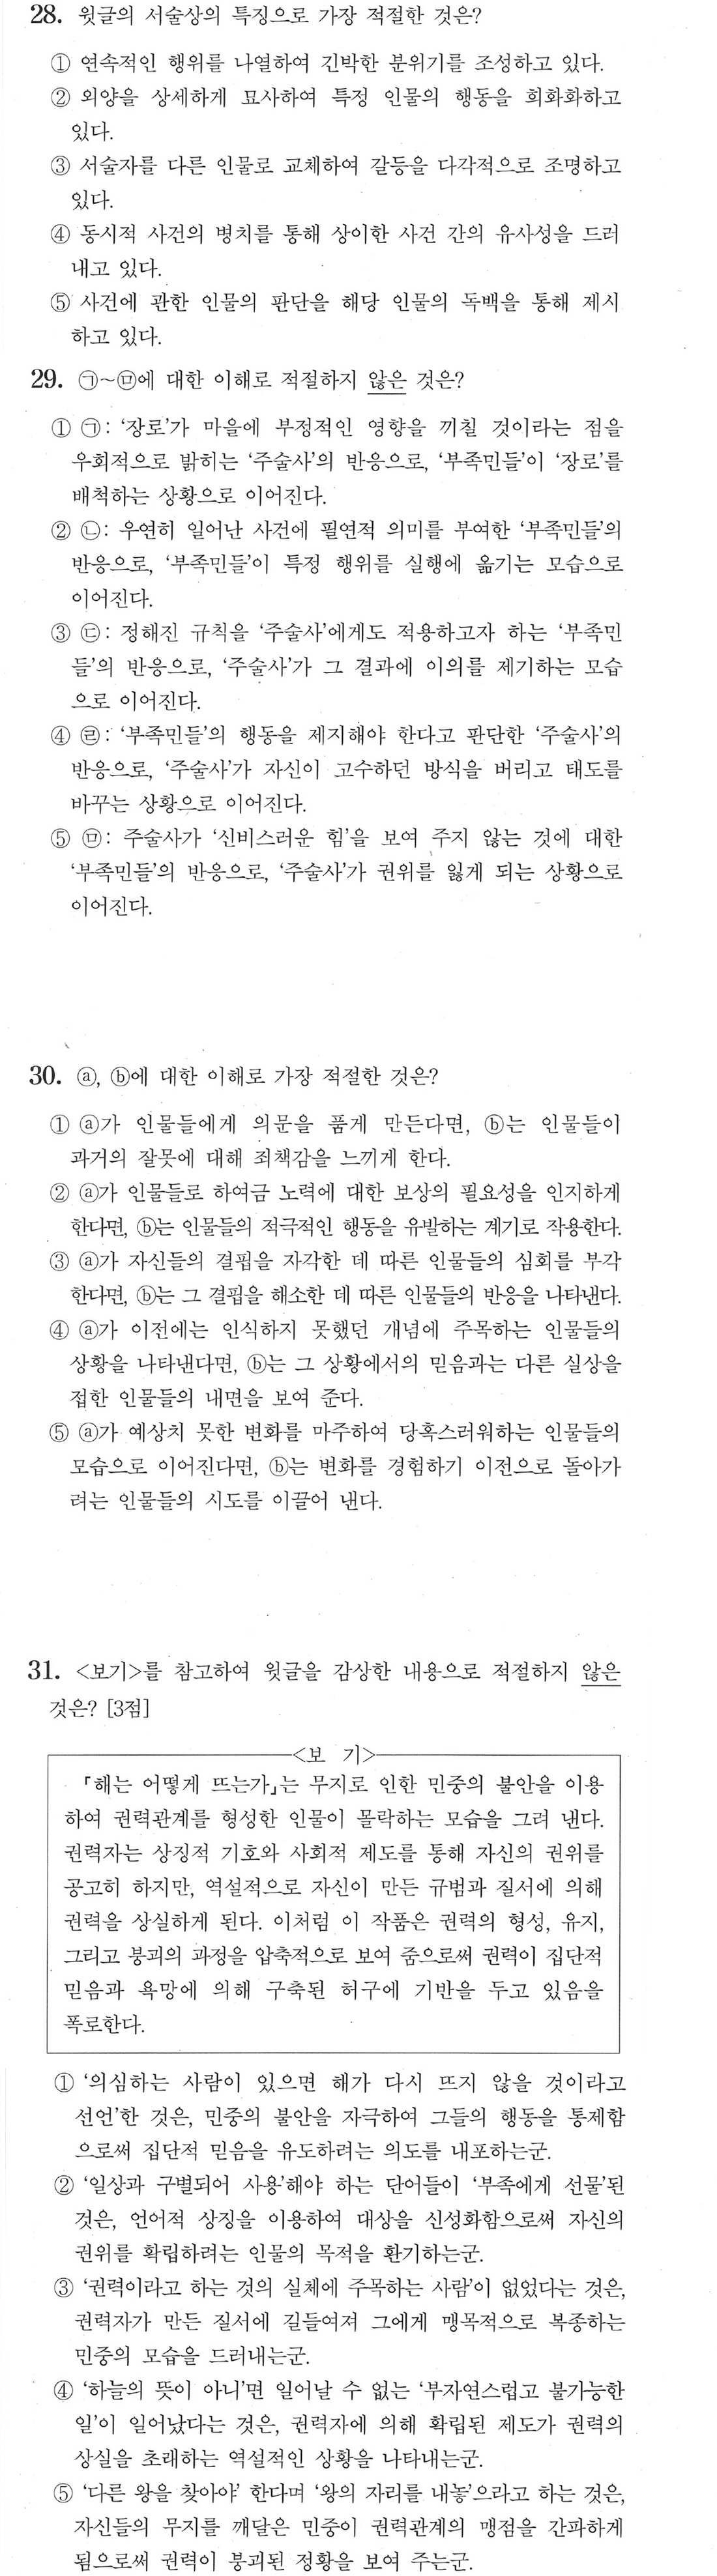 28. 윗글의 서술상의 특징으로 가장 적절한 것은?
① 연속적인 행위를 나열하여 긴박한 분위기를 조성하고 있다.
② 외양을 상세하게 묘사하여 특정 인물의 행동을 희화화하고
있다.
③ 서술자를 다른 인물로 교체하여 갈등을 다각적으로 조명하고
있다.
④ 동시적 사건의 병치를 통해 상이한 사건 간의 유사성을 드러
내고 있다.
⑤ 사건에 관한 인물의 판단을 해당 인물의 독백을 통해 제시
하고 있다.
29. ㉠~㉤에 대한 이해로 적절하지 않은 것은?
① ㉠: ‘장로’가 마을에 부정적인 영향을 끼칠 것이라는 점을
우회적으로 밝히는 ‘주술사’의 반응으로, ‘부족민들’이 ‘장로’를
배척하는 상황으로 이어진다.
② ㉡: 우연히 일어난 사건에 필연적 의미를 부여한 ‘부족민들’의
반응으로, ‘부족민들’이 특정 행위를 실행에 옮기는 모습으로
이어진다.
③ ㉢: 정해진 규칙을 ‘주술사’에게도 적용하고자 하는 ‘부족민
들’의 반응으로, ‘주술사’가 그 결과에 이의를 제기하는 모습
으로 이어진다.
④ ㉣: ‘부족민들’의 행동을 제지해야 한다고 판단한 ‘주술사’의
반응으로, ‘주술사’가 자신이 고수하던 방식을 버리고 태도를
바꾸는 상황으로 이어진다.
⑤ ㉤: 주술사가 ‘신비스러운 힘’을 보여 주지 않는 것에 대한
‘부족민들’의 반응으로, ‘주술사’가 권위를 잃게 되는 상황으로
이어진다.
30. ⓐ, ⓑ에 대한 이해로 가장 적절한 것은?
① ⓐ가 인물들에게 의문을 품게 만든다면, ⓑ는 인물들이
과거의 잘못에 대해 죄책감을 느끼게 한다.
② ⓐ가 인물들로 하여금 노력에 대한 보상의 필요성을 인지하게
한다면, ⓑ는 인물들의 적극적인 행동을 유발하는 계기로 작용한다.
③ ⓐ가 자신들의 결핍을 자각한 데 따른 인물들의 심회를 부각
한다면, ⓑ는 그 결핍을 해소한 데 따른 인물들의 반응을 나타낸다.
④ ⓐ가 이전에는 인식하지 못했던 개념에 주목하는 인물들의
상황을 나타낸다면, ⓑ는 그 상황에서의 믿음과는 다른 실상을
접한 인물들의 내면을 보여 준다.
⑤ ⓐ가 예상치 못한 변화를 마주하여 당혹스러워하는 인물들의
모습으로 이어진다면, ⓑ는 변화를 경험하기 이전으로 돌아가
려는 인물들의 시도를 이끌어 낸다.
31. <보기>를 참고하여 윗글을 감상한 내용으로 적절하지 않은
것은? [3점]
<보 기>
「해는 어떻게 뜨는가」는 무지로 인한 민중의 불안을 이용
하여 권력관계를 형성한 인물이 몰락하는 모습을 그려 낸다.
권력자는 상징적 기호와 사회적 제도를 통해 자신의 권위를
공고히 하지만, 역설적으로 자신이 만든 규범과 질서에 의해
권력을 상실하게 된다. 이처럼 이 작품은 권력의 형성, 유지,
그리고 붕괴의 과정을 압축적으로 보여 줌으로써 권력이 집단적
믿음과 욕망에 의해 구축된 허구에 기반을 두고 있음을
폭로한다.
① ‘의심하는 사람이 있으면 해가 다시 뜨지 않을 것이라고
선언’한 것은, 민중의 불안을 자극하여 그들의 행동을 통제함
으로써 집단적 믿음을 유도하려는 의도를 내포하는군.
② ‘일상과 구별되어 사용’해야 하는 단어들이 ‘부족에게 선물’된
것은, 언어적 상징을 이용하여 대상을 신성화함으로써 자신의
권위를 확립하려는 인물의 목적을 환기하는군.
③ ‘권력이라고 하는 것의 실체에 주목하는 사람’이 없었다는 것은,
권력자가 만든 질서에 길들여져 그에게 맹목적으로 복종하는
민중의 모습을 드러내는군.
④ ‘하늘의 뜻이 아니’면 일어날 수 없는 ‘부자연스럽고 불가능한
일’이 일어났다는 것은, 권력자에 의해 확립된 제도가 권력의
상실을 초래하는 역설적인 상황을 나타내는군.
⑤ ‘다른 왕을 찾아야’ 한다며 ‘왕의 자리를 내놓’으라고 하는 것은,
자신들의 무지를 깨달은 민중이 권력관계의 맹점을 간파하게
됨으로써 권력이 붕괴된 정황을 보여 주는군.